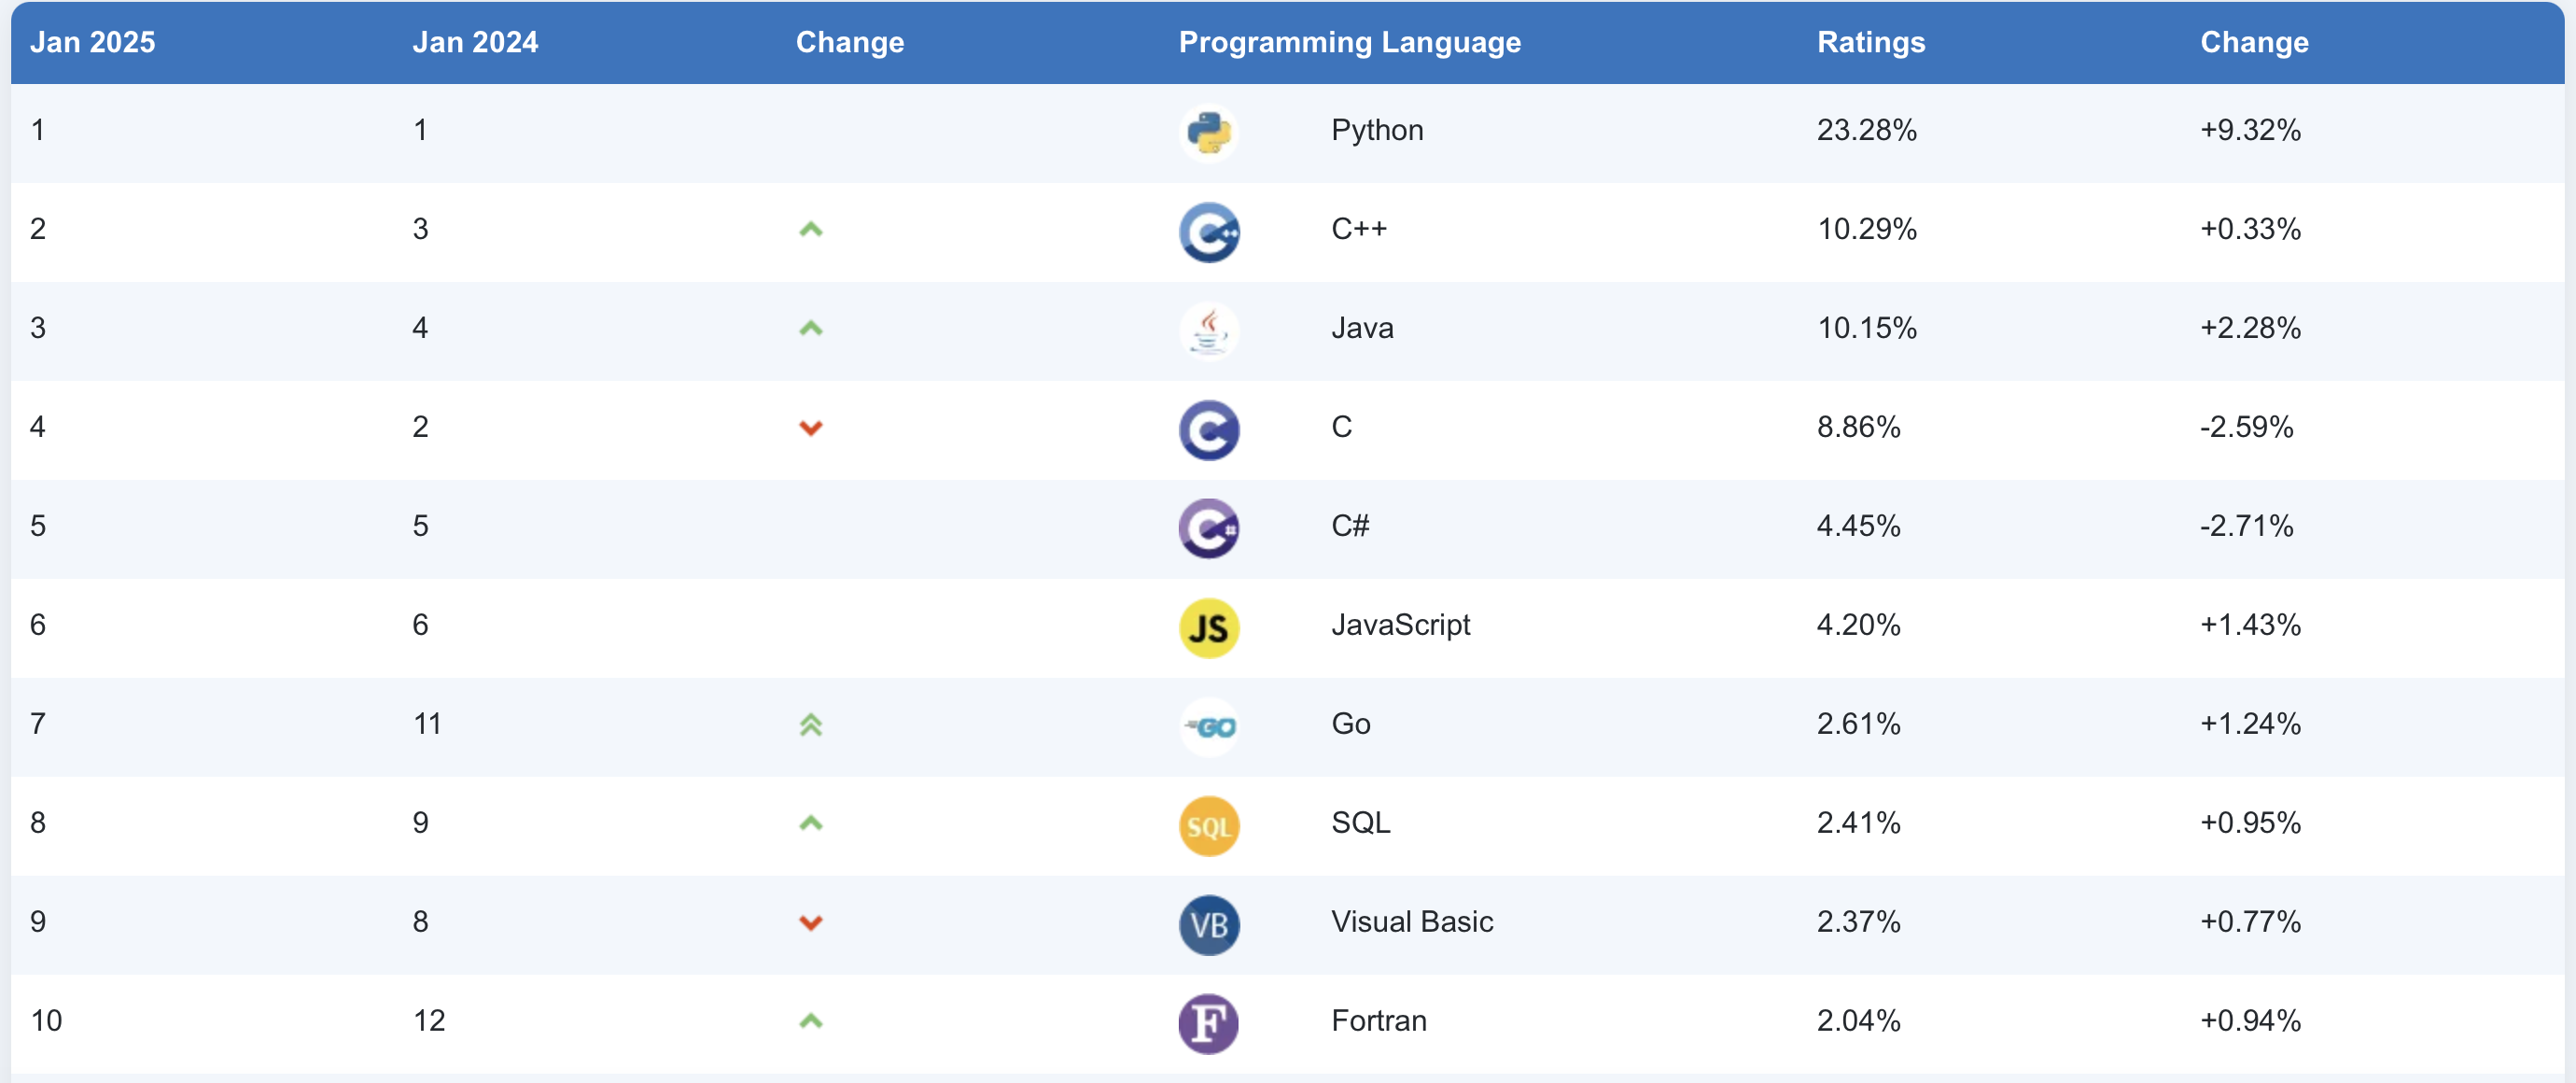 Jan 2025 Jan 2024 Change Programming Language Ratings Change
1 1 Python 23.28% +9.32%
2 3 C++ C++ 10.29% +0.33%
3 4 Java 10.15% +2.28%
4 2 C C 8.86% -2.59%
5 5 C# C# 4.45% -2.71%
6 6 JS JavaScript 4.20% +1.43%
7 11 GO Go 2.61% +1.24%
8 9 SQL SQL 2.41% +0.95%
9 8 VB Visual Basic 2.37% +0.77%
10 12 F Fortran 2.04% +0.94%